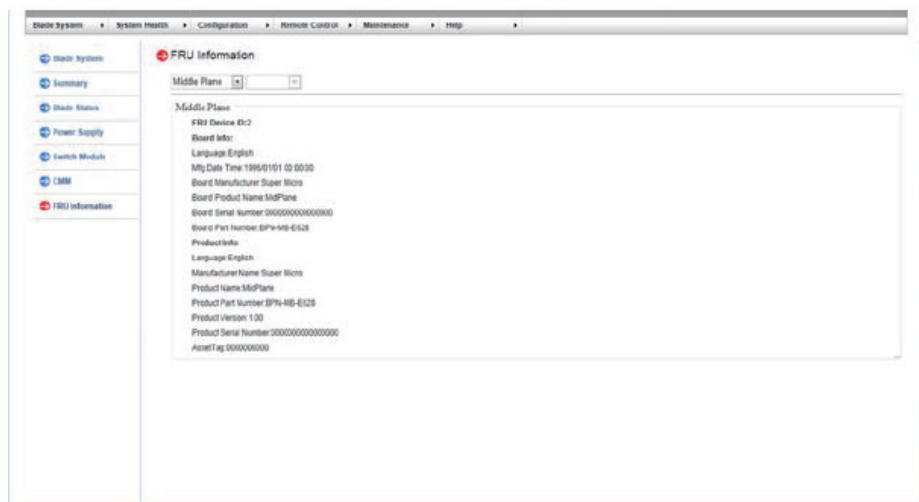 Blade System System Health Configuration Remote Control Maintenance Help
Blade System
Summary
Blade Status
Power Supply
Switch Module
CMM
FRU Information
FRU Information
Middle Plane
Middle Plane
FRU Device ID:2
Board Info:
Language:English
Mfg Date Time:1996/01/01 00:00:00
Board Manufacturer:Super Micro
Board Product Name:MidPlane
Board Serial Number:
Board Part Number:BPN-MB-E628
Product Info
Language:English
Manufacturer Name:Super Micro
Product Name:MidPlane
Product Part Number:BPN-MB-E628
Product Version:1.00
Product Serial Number:
AssetTag:0000000000